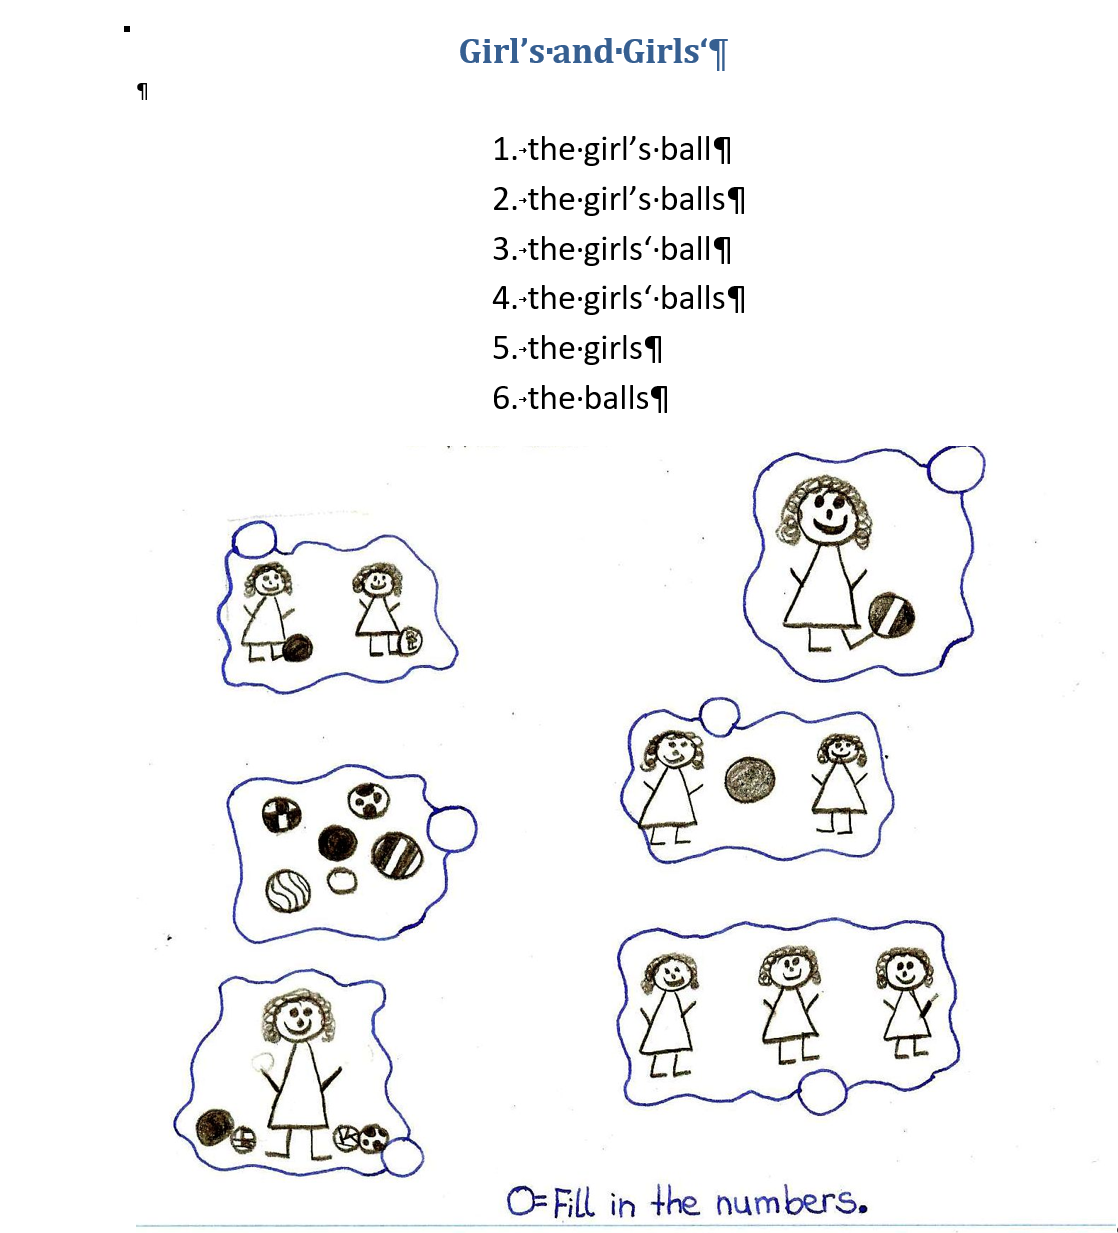 Girl’s and Girls‘
1. the girl’s ball
2. the girl’s balls
3. the girls‘ ball
4. the girls‘ balls
5. the girls
6. the balls
O=Fill in the numbers.